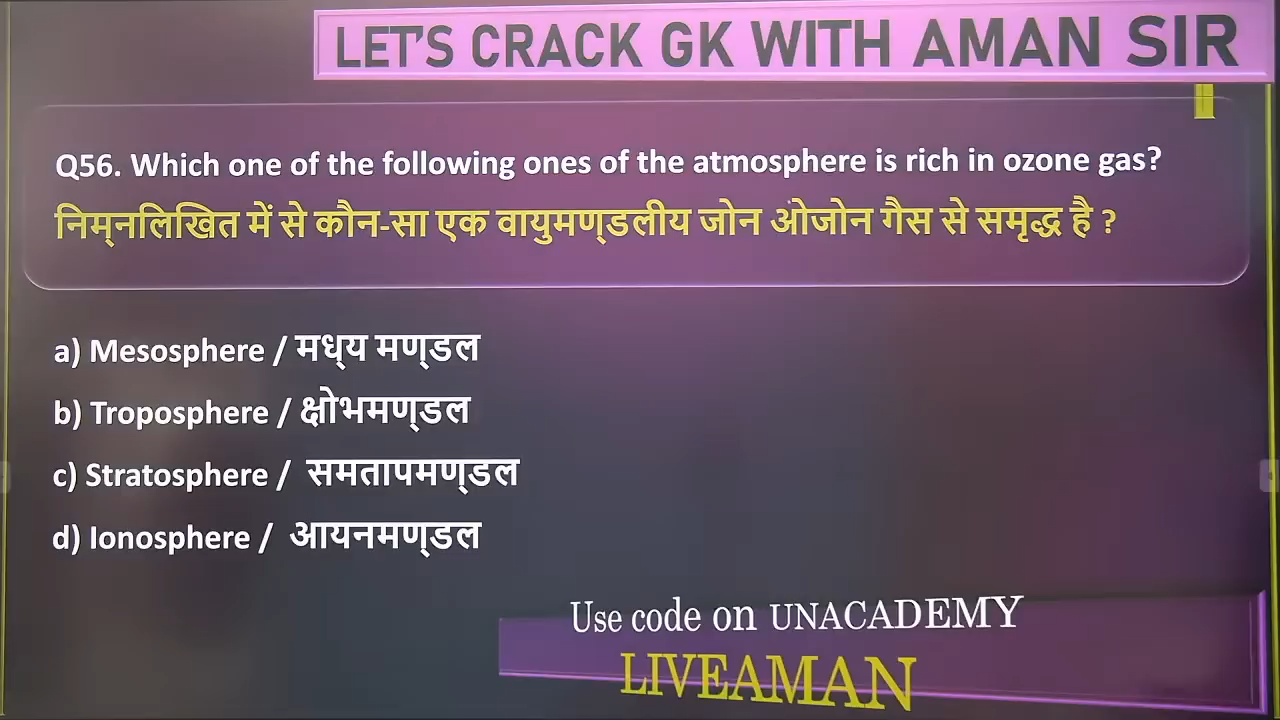 LET'S CRACK GK WITH AMAN SIR
Q56. Which one of the following ones of the atmosphere is rich in ozone gas?
निम्नलिखित में से कौन-सा एक वायुमण्डलीय जोन ओजोन गैस से समृद्ध है ?
a) Mesosphere / मध्य मण्डल
b) Troposphere / क्षोभमण्डल
c) Stratosphere / समतापमण्डल
d) Ionosphere / आयनमण्डल
Use code on UNACADEMY
LIVEAMAN